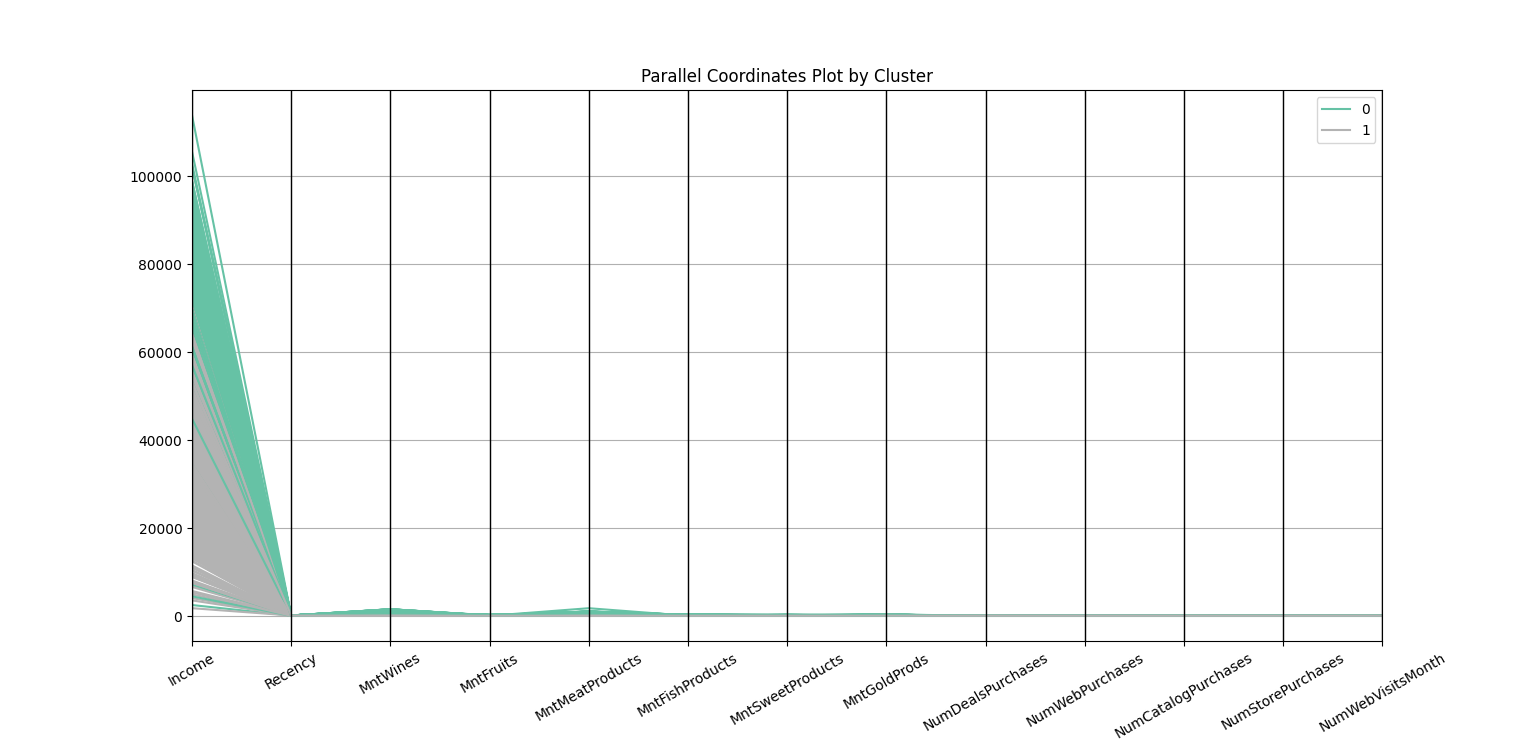 Parallel Coordinates Plot by Cluster
0
1
100000
80000
60000
40000
20000
0
Income
Recency
MntWines
MntFruits
MntMeatProducts
MntFishProducts
MntSweetProducts
MntGoldProds
NumDealsPurchases
NumWebPurchases
NumCatalogPurchases
NumStorePurchases
NumWebVisitsMonth